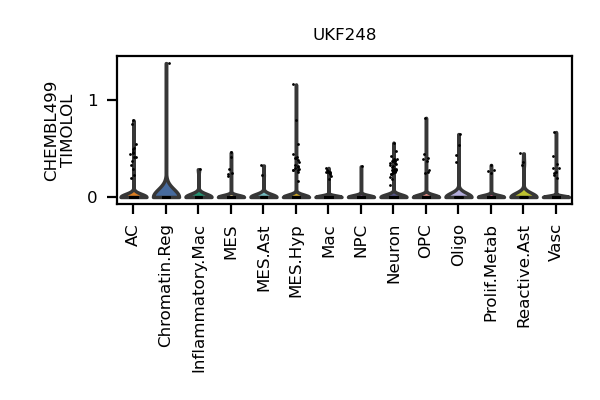 UKF248
CHEMBL499
TIMOLOL
1
0
AC
Chromatin.Reg
Inflammatory.Mac
MES
MES.Ast
MES.Hyp
Mac
NPC
Neuron
OPC
Oligo
Prolif.Metab
Reactive.Ast
Vasc